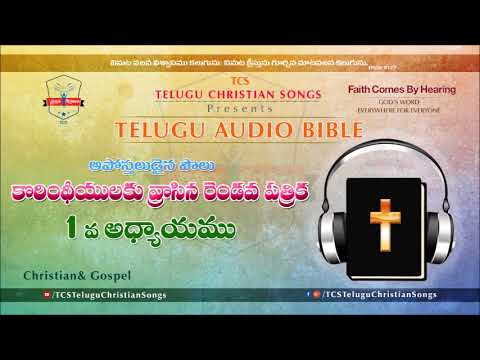 వినుట వలన విశ్వాసము కలుగును; వినుట క్రీస్తును గూర్చిన మాటవలన కలుగును.
TCS
TELUGU CHRISTIAN SONGS
Presents
TELUGU AUDIO BIBLE
Faith Comes By Hearing
GOD'S WORD
EVERYWHERE FOR EVERYONE
TCS
అపోస్తలుడైన పౌలు
కొరింథీయులకు వ్రాసిన రెండవ పత్రిక
1 వ అధ్యాయము
Christian& Gospel
/TCSTeluguChristianSongs
/TCSTeluguChristianSongs